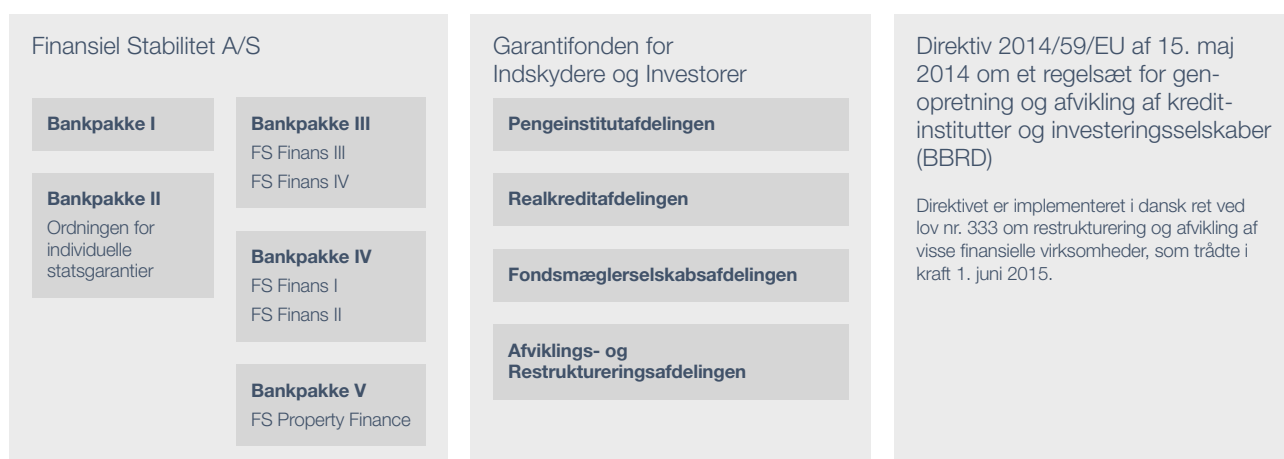 Finansiel Stabilitet A/S
Bankpakke I
Bankpakke II
Ordningen for
individuelle
statsgarantier
Bankpakke III
FS Finans III
FS Finans IV
Bankpakke IV
FS Finans I
FS Finans II
Bankpakke V
FS Property Finance
Garantifonden for
Indskydere og Investorer
Pengeinstitutafdelingen
Realkreditafdelingen
Fondsmæglerselskabsafdelingen
Afviklings- og
Restruktureringsafdelingen
Direktiv 2014/59/EU af 15. maj
2014 om et regelsæt for gen-
opretning og afvikling af kredit-
institutter og investeringsselskaber
(BBRD)
Direktivet er implementeret i dansk ret ved
lov nr. 333 om restrukturering og afvikling af
visse finansielle virksomheder, som trådte i
kraft 1. juni 2015.